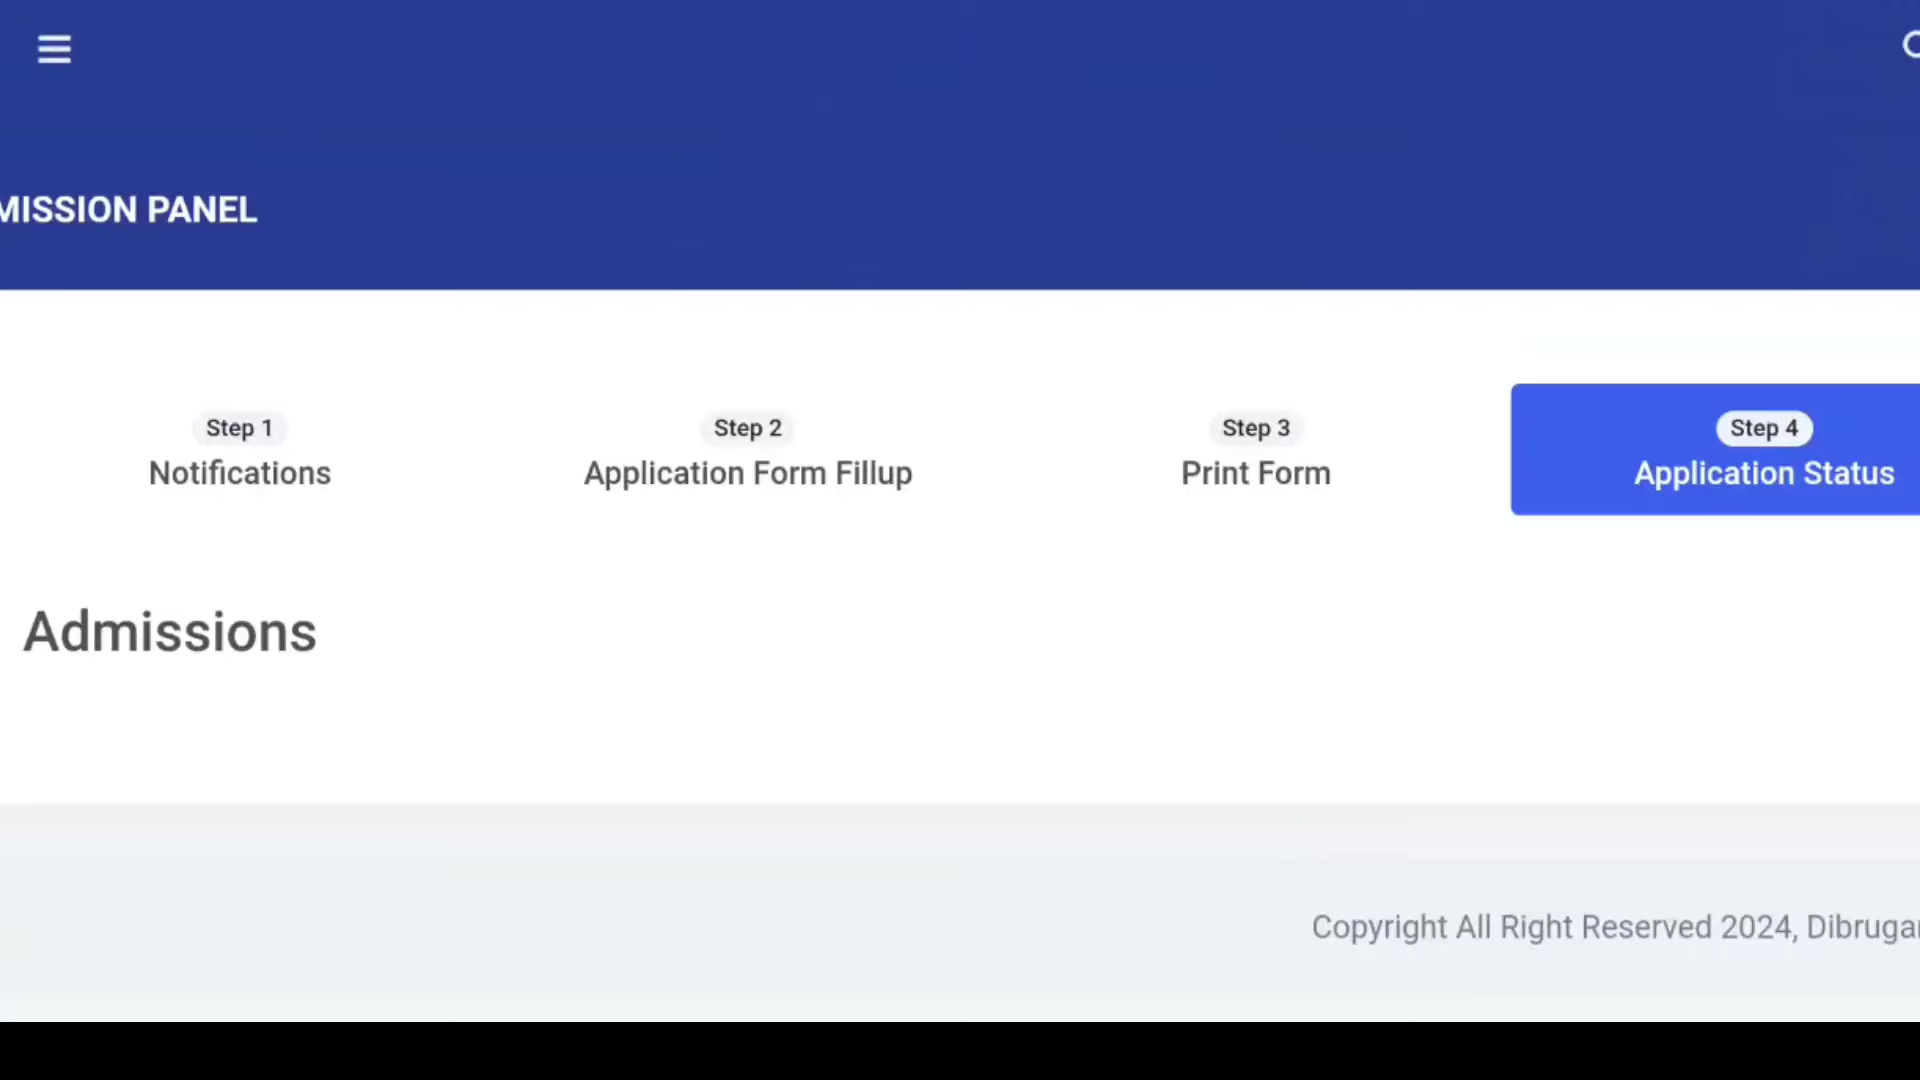 MISSION PANEL
Step 1
Notifications
Step 2
Application Form Fillup
Step 3
Print Form
Step 4
Application Status
Admissions
Copyright All Right Reserved 2024, Dibrugar